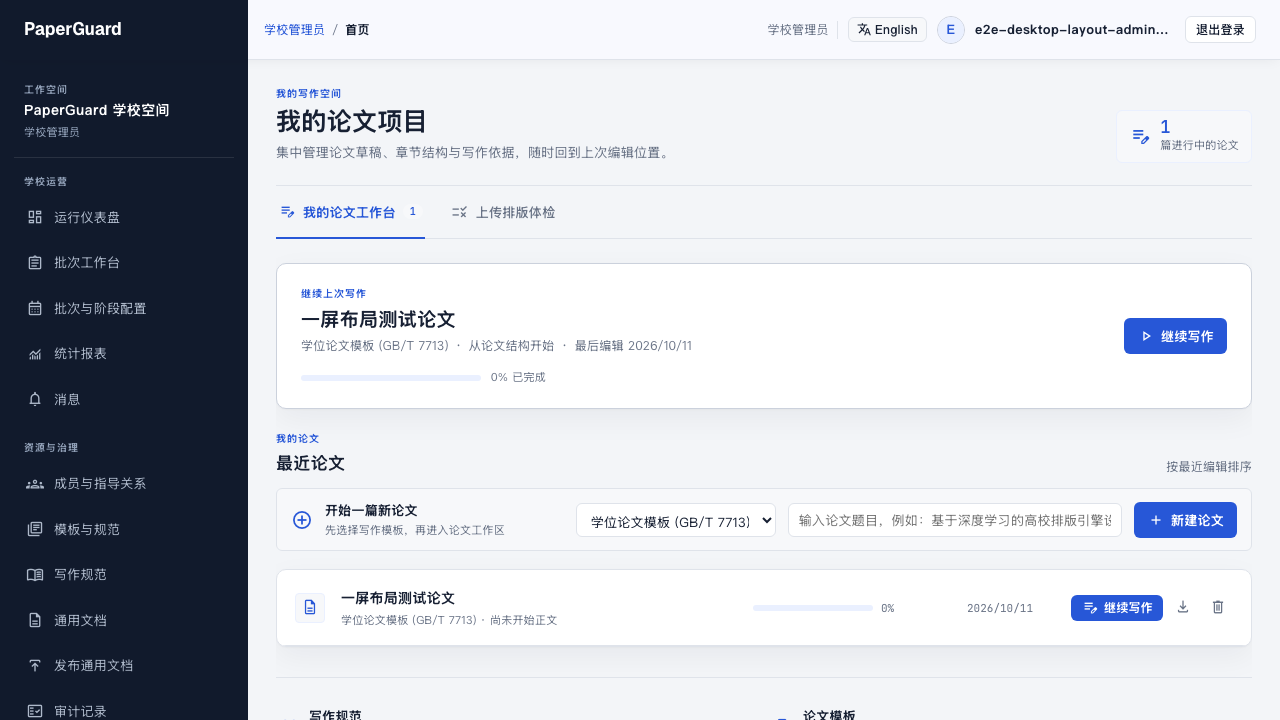 PaperGuard
工作空间
PaperGuard 学校空间
学校管理员
学校运营
运行仪表盘
批次工作台
批次与阶段配置
统计报表
消息
资源与治理
成员与指导关系
模板与规范
写作规范
通用文档
发布通用文档
审计记录
学校管理员 / 首页
学校管理员
English
E
e2e-desktop-layout-admin...
退出登录
我的写作空间
我的论文项目
集中管理论文草稿、章节结构与写作依据，随时回到上次编辑位置。
1
篇进行中的论文
我的论文工作台 1
上传排版体检
继续上次写作
一屏布局测试论文
学位论文模板 (GB/T 7713) · 从论文结构开始 · 最后编辑 2026/10/11
0% 已完成
继续写作
我的论文
最近论文
按最近编辑排序
开始一篇新论文
先选择写作模板，再进入论文工作区
学位论文模板 (GB/T 7713)
输入论文题目，例如：基于深度学习的高校排版引擎
新建论文
一屏布局测试论文
学位论文模板 (GB/T 7713) · 尚未开始正文
0%
2026/10/11
继续写作
写作规范
论文模板